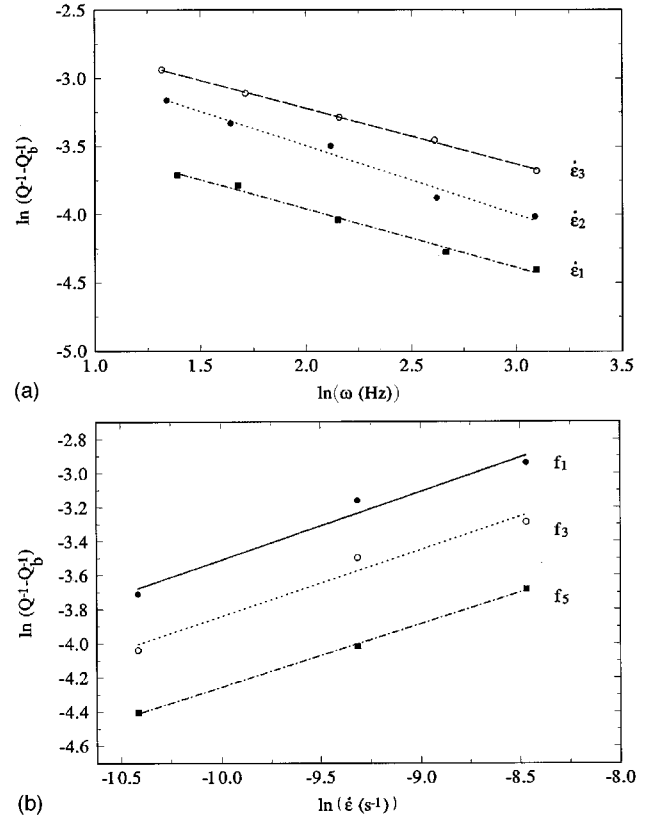 -2.5
-3.0
-3.5
-4.0
-4.5
-5.0
ln (Q⁻¹-Q_b⁻¹)
ε̇₃
ε̇₂
ε̇₁
1.0 1.5 2.0 2.5 3.0 3.5
(a)
ln(ω (Hz))
-2.8
-3.0
-3.2
-3.4
-3.6
-3.8
-4.0
-4.2
-4.4
-4.6
ln (Q⁻¹-Q_b⁻¹)
f₁
f₃
f₅
-10.5 -10.0 -9.5 -9.0 -8.5 -8.0
(b)
ln(ε̇ (s⁻¹))